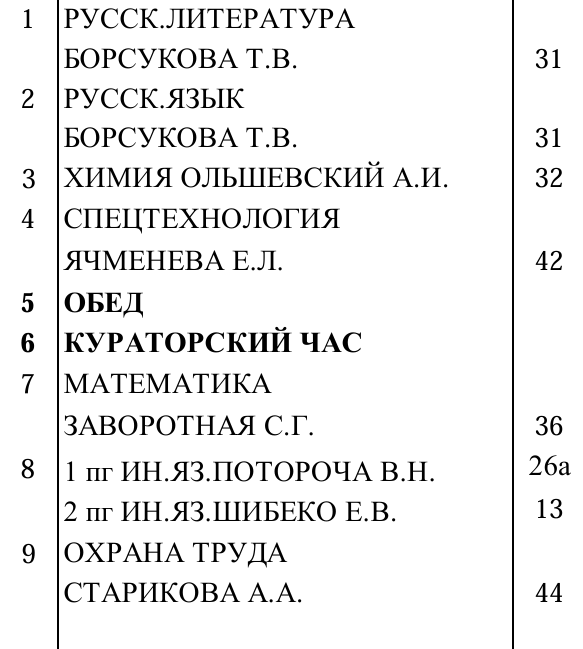 1 РУССК.ЛИТЕРАТУРА
БОРСУКОВА Т.В. 31
2 РУССК.ЯЗЫК
БОРСУКОВА Т.В. 31
3 ХИМИЯ ОЛЬШЕВСКИЙ А.И. 32
4 СПЕЦТЕХНОЛОГИЯ
ЯЧМЕНЕВА Е.Л. 42
5 ОБЕД
6 КУРАТОРСКИЙ ЧАС
7 МАТЕМАТИКА
ЗАВОРОТНАЯ С.Г. 36
8 1 пг ИН.ЯЗ.ПОТОРОЧА В.Н. 26а
2 пг ИН.ЯЗ.ШИБЕКО Е.В. 13
9 ОХРАНА ТРУДА
СТАРИКОВА А.А. 44